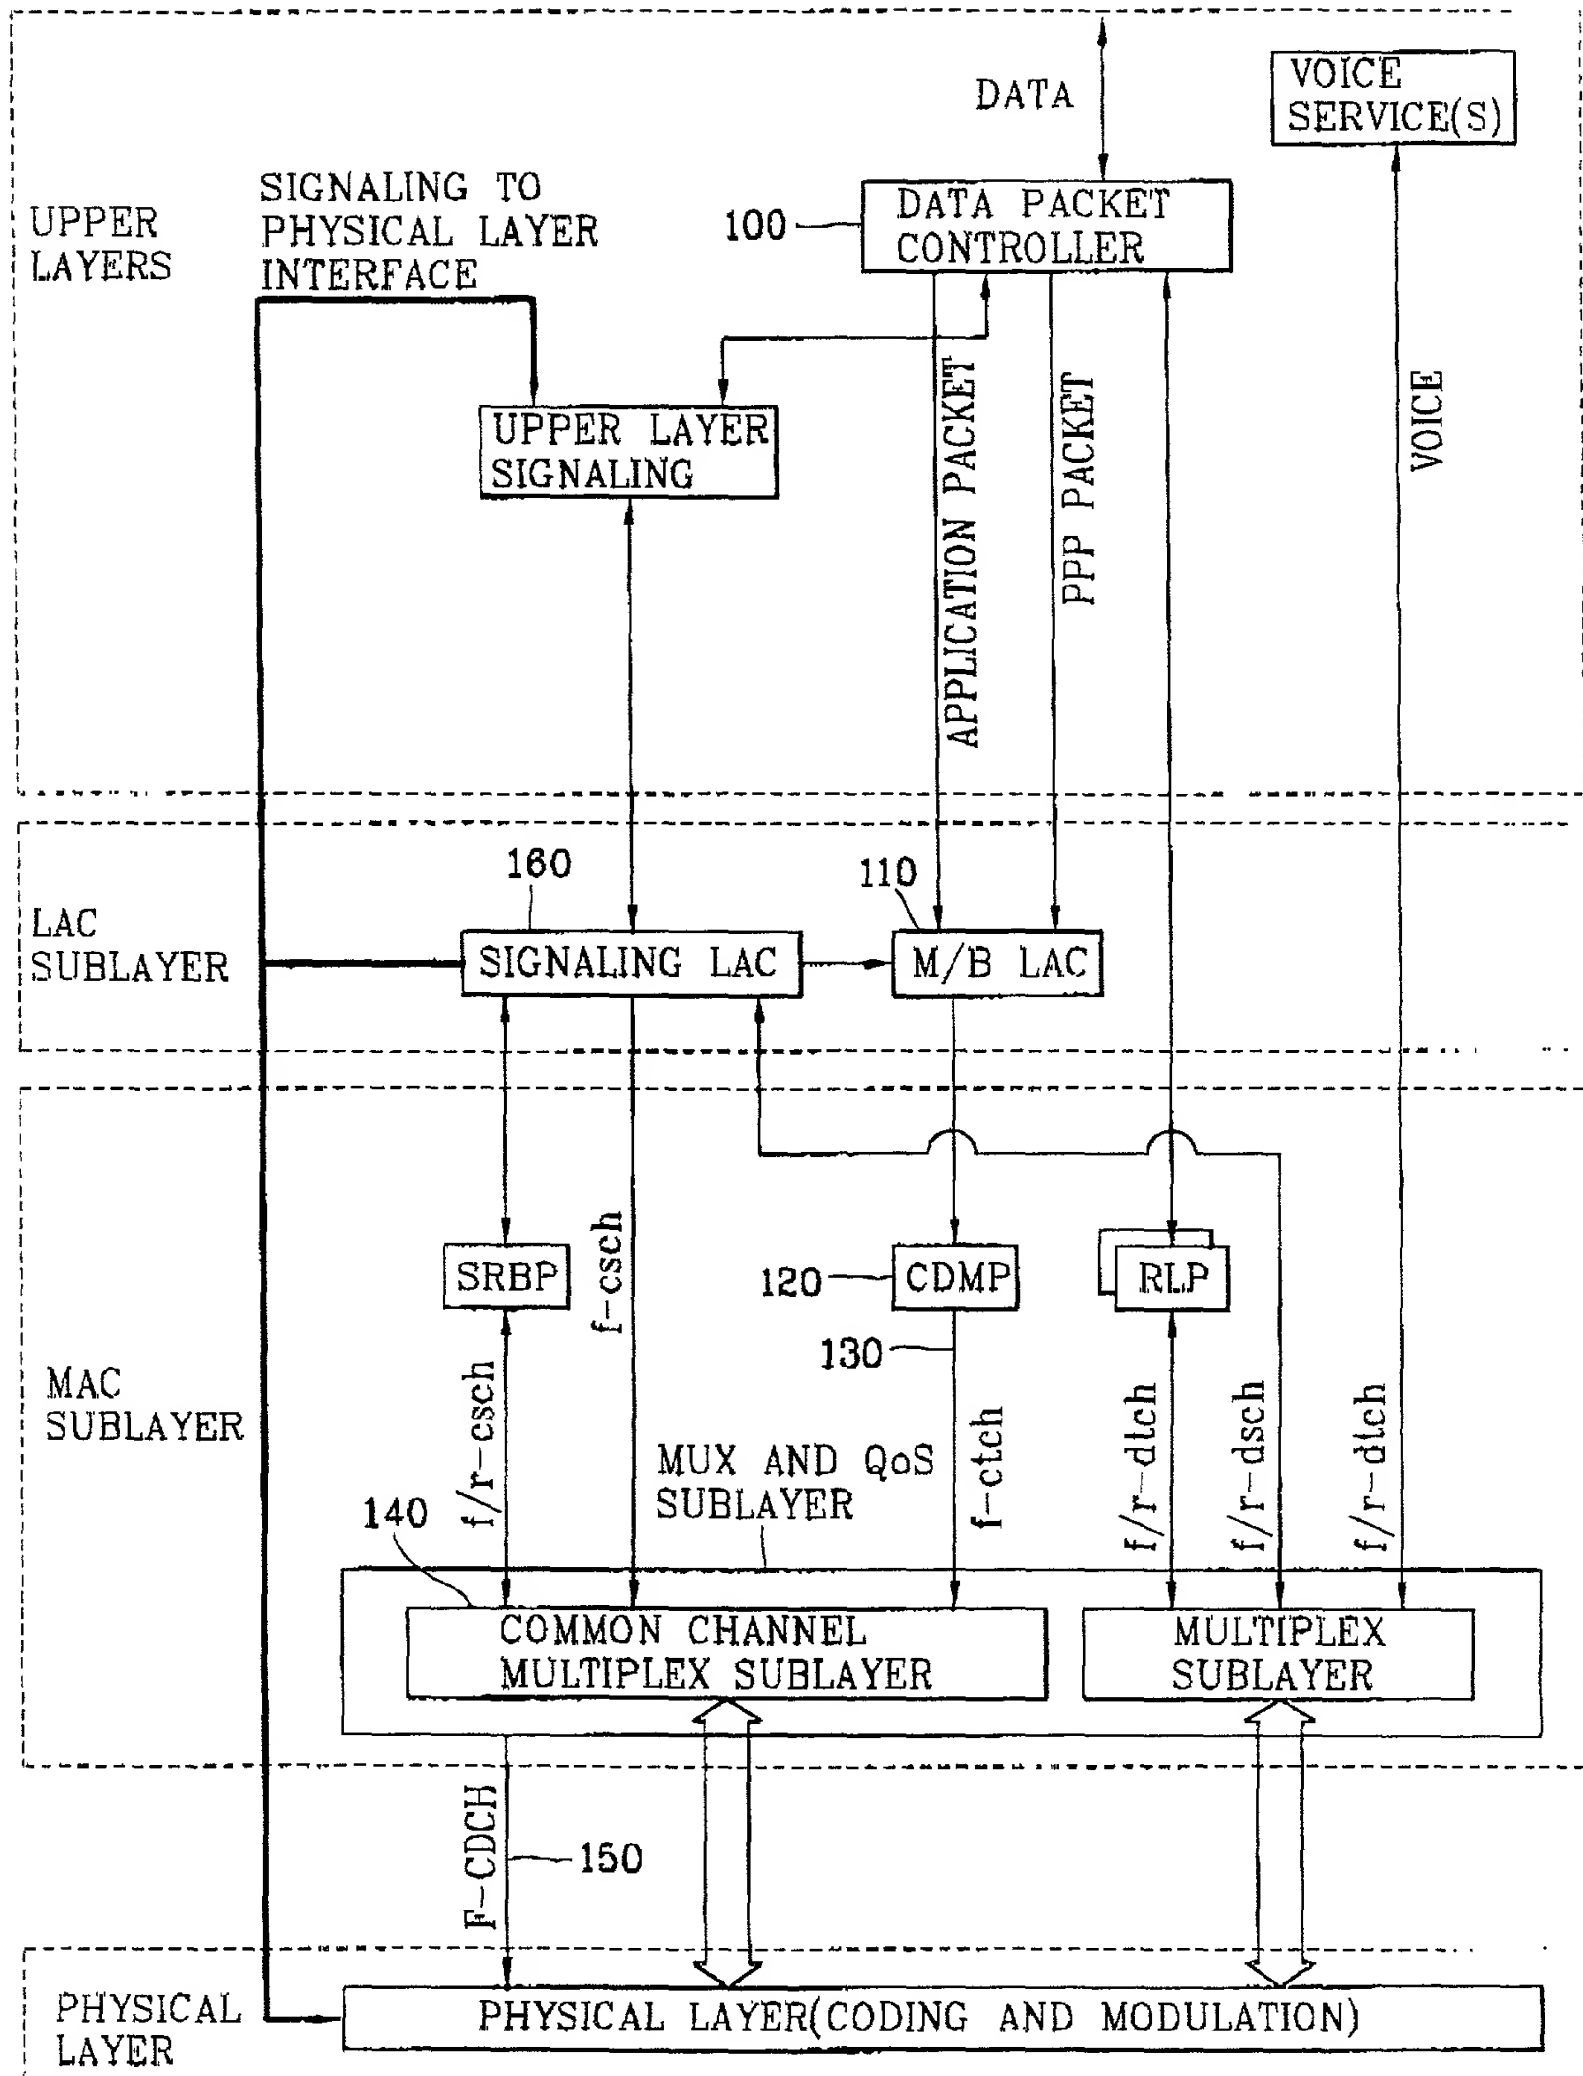 DATA
VOICE
SERVICE(S)
SIGNALING TO
PHYSICAL LAYER
INTERFACE
UPPER
LAYERS
100
DATA PACKET
CONTROLLER
UPPER LAYER
SIGNALING
APPLICATION PACKET
PPP PACKET
VOICE
LAC
SUBLAYER
160
110
SIGNALING LAC
M/B LAC
MAC
SUBLAYER
SRBP
f-csch
120
CDMP
RLP
130
f/r-csch
MUX AND QoS
SUBLAYER
f-ctch
f/r-dtch
f/r-dsch
f/r-dtch
140
COMMON CHANNEL
MULTIPLEX SUBLAYER
MULTIPLEX
SUBLAYER
F-CDCH
150
PHYSICAL
LAYER
PHYSICAL LAYER(CODING AND MODULATION)